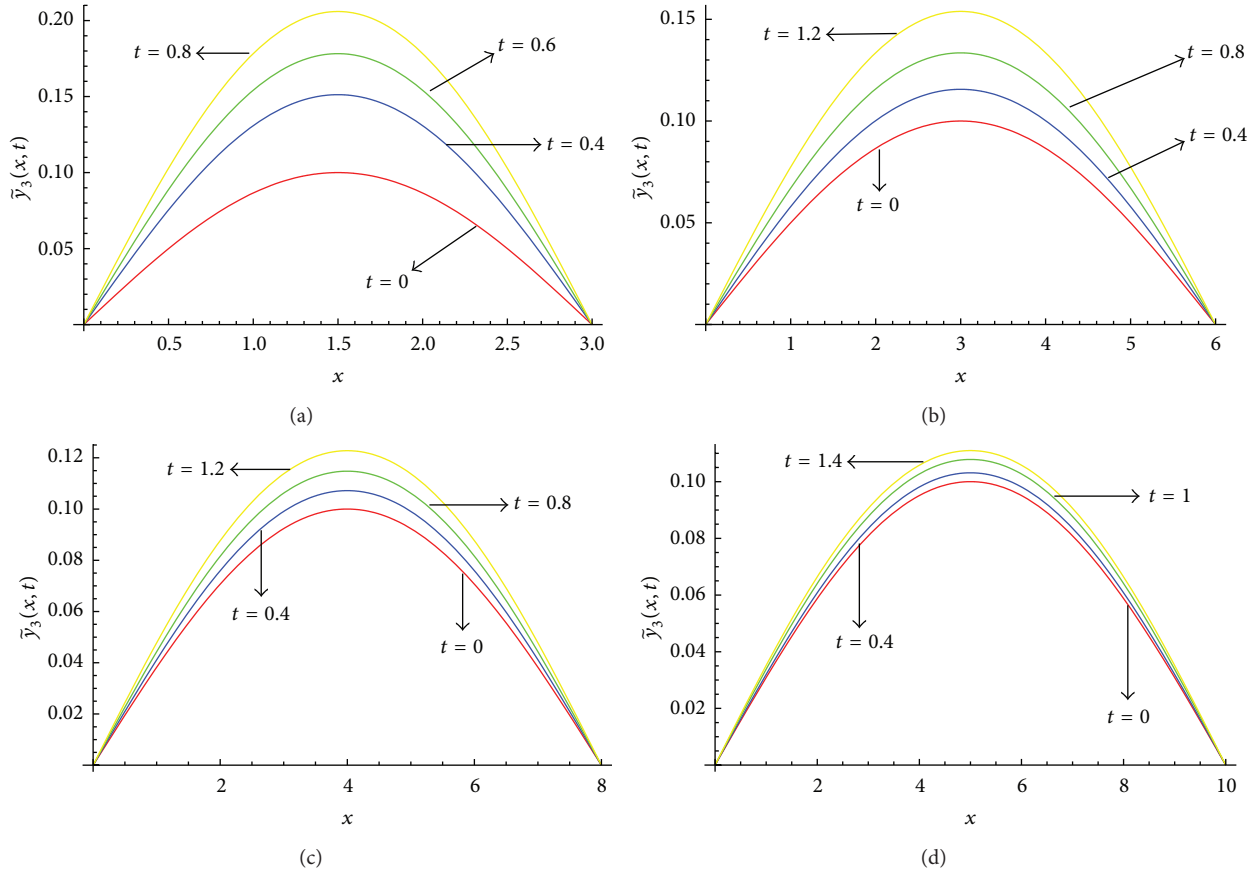 0.20
0.15
0.10
0.05
ỹ₃(x, t)
t = 0.8
t = 0.6
t = 0.4
t = 0
0.5 1.0 1.5 2.0 2.5 3.0
x
(a)
0.15
0.10
0.05
ỹ₃(x, t)
t = 1.2
t = 0.8
t = 0.4
t = 0
1 2 3 4 5 6
x
(b)
0.12
0.10
0.08
0.06
0.04
0.02
ỹ₃(x, t)
t = 1.2
t = 0.8
t = 0.4
t = 0
2 4 6 8
x
(c)
0.10
0.08
0.06
0.04
0.02
ỹ₃(x, t)
t = 1.4
t = 1
t = 0.4
t = 0
2 4 6 8 10
x
(d)